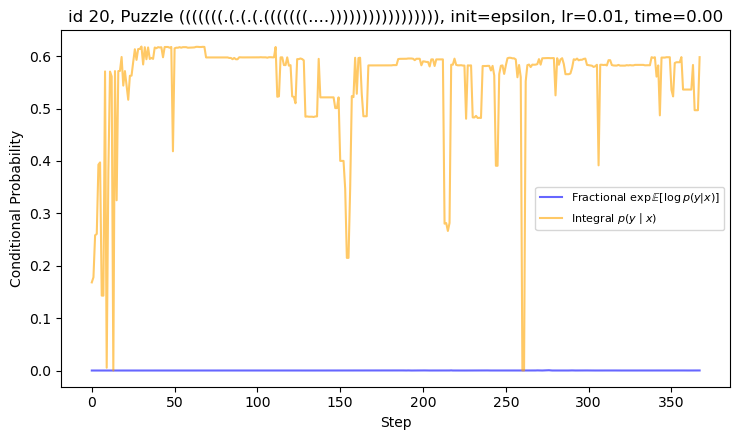 id 20, Puzzle (((((((.(.(.(.(((((((....))))))))))))))))), init=epsilon, lr=0.01, time=0.00
Conditional Probability
0.6
0.5
0.4
0.3
0.2
0.1
0.0
Fractional exp𝔼[log p(y|x)]
Integral p(y | x)
0 50 100 150 200 250 300 350
Step